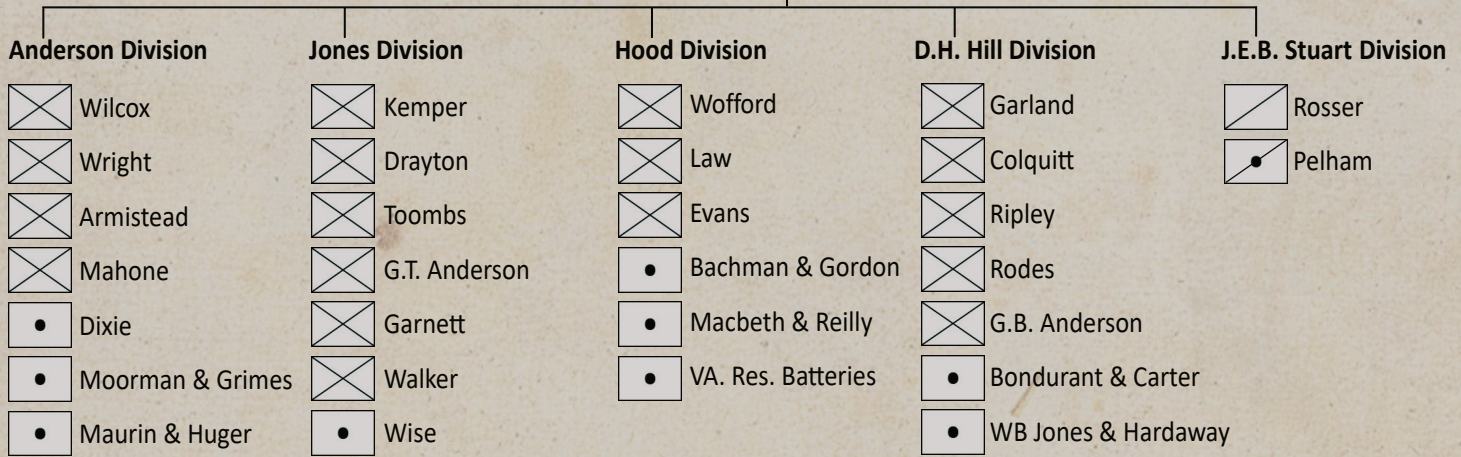 Anderson Division
Wilcox
Wright
Armistead
Mahone
Dixie
Moorman & Grimes
Maurin & Huger
Jones Division
Kemper
Drayton
Toombs
G.T. Anderson
Garnett
Walker
Wise
Hood Division
Wofford
Law
Evans
Bachman & Gordon
Macbeth & Reilly
VA. Res. Batteries
D.H. Hill Division
Garland
Colquitt
Ripley
Rodes
G.B. Anderson
Bondurant & Carter
WB Jones & Hardaway
J.E.B. Stuart Division
Rosser
Pelham